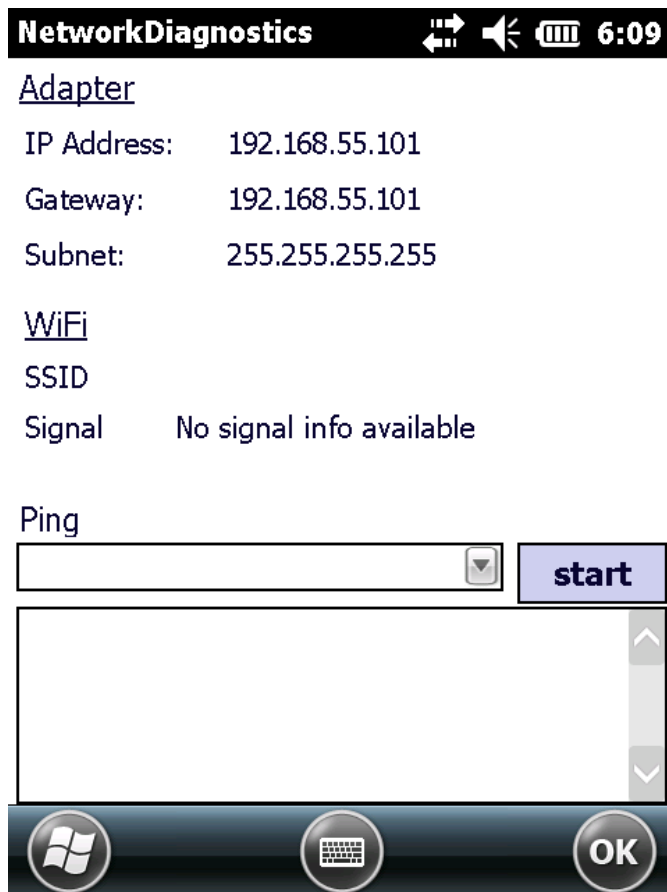 NetworkDiagnostics 6:09
Adapter
IP Address: 192.168.55.101
Gateway: 192.168.55.101
Subnet: 255.255.255.255
WiFi
SSID
Signal No signal info available
Ping
start
OK